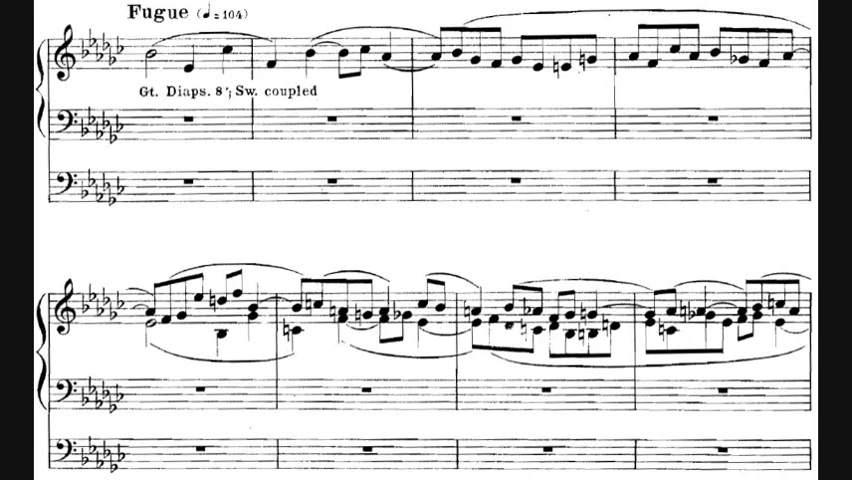 Fugue (♩=104)
Gt. Diaps. 8'; Sw. coupled